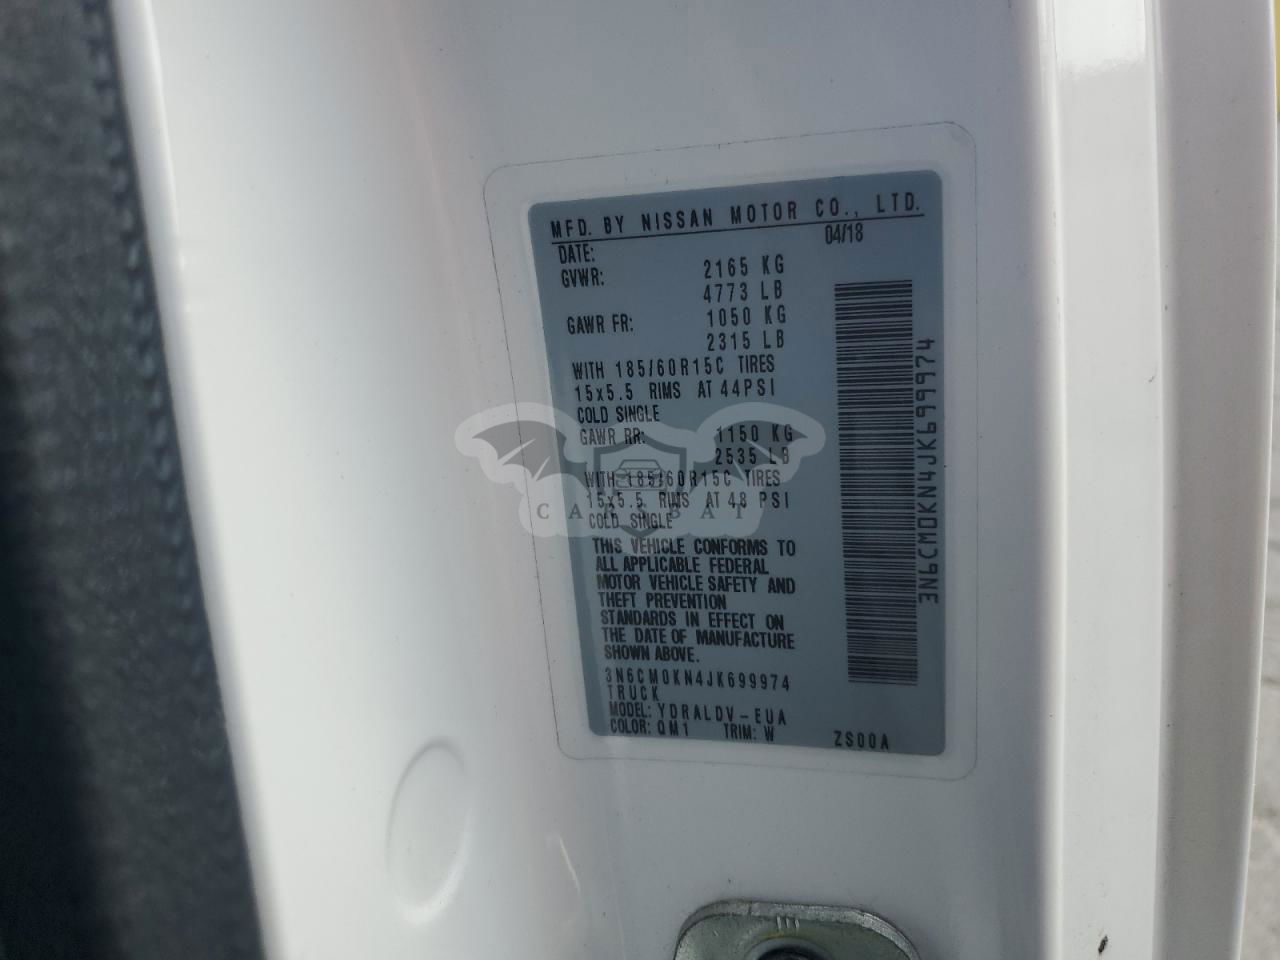 MFD. BY NISSAN MOTOR CO., LTD.
DATE: 04/18
GVWR: 2165 KG
4773 LB
GAWR FR: 1050 KG
2315 LB
WITH 185/60R15C TIRES
15x5.5 RIMS AT 44PSI
COLD SINGLE
GAWR RR: 1150 KG
2535 LB
WITH 185/60R15C TIRES
15x5.5 RIMS AT 48 PSI
COLD SINGLE
CARSBAT
THIS VEHICLE CONFORMS TO
ALL APPLICABLE FEDERAL
MOTOR VEHICLE SAFETY AND
THEFT PREVENTION
STANDARDS IN EFFECT ON
THE DATE OF MANUFACTURE
SHOWN ABOVE.
3N6CM0KN4JK699974
TRUCK
MODEL: YDRALDV-EUA
COLOR: QM1 TRIM: W ZS00A
3N6CM0KN4JK699974